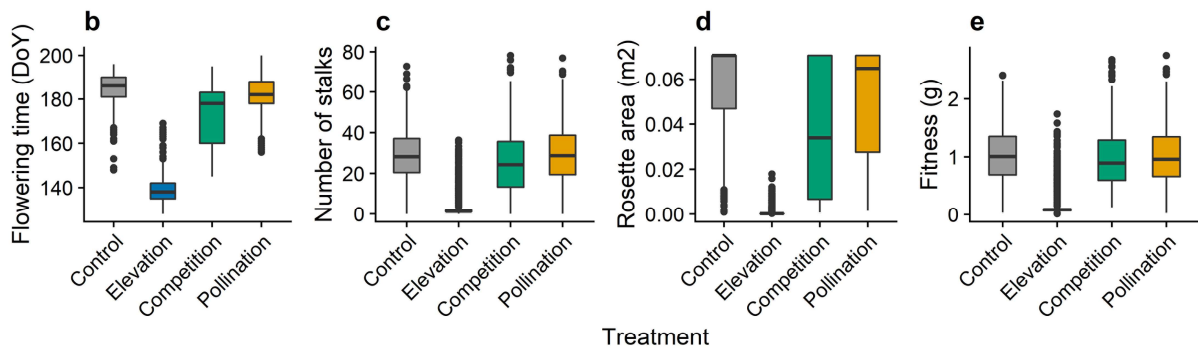 b
Flowering time (DoY)
200
180
160
140
Control
Elevation
Competition
Pollination
c
Number of stalks
80
60
40
20
0
Control
Elevation
Competition
Pollination
d
Rosette area (m2)
0.06
0.04
0.02
0.00
Control
Elevation
Competition
Pollination
e
Fitness (g)
2
1
0
Control
Elevation
Competition
Pollination
Treatment